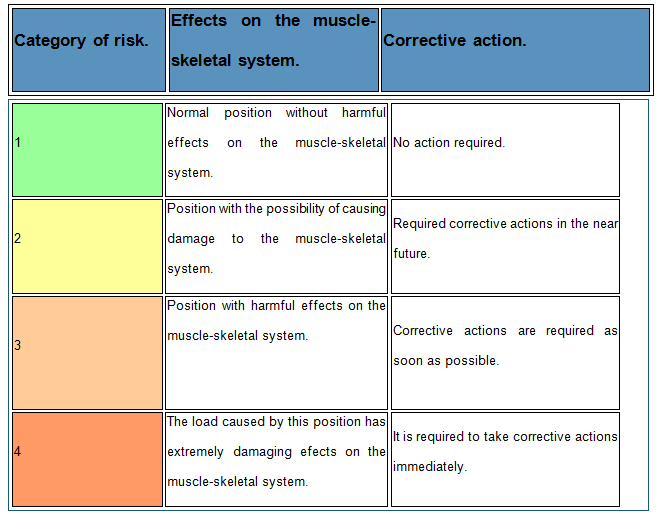 Category of risk.
Effects on the muscle-
skeletal system.
Corrective action.
1
Normal position without harmful
effects on the muscle-skeletal
system.
No action required.
2
Position with the possibility of causing
damage to the muscle-skeletal
system.
Required corrective actions in the near
future.
3
Position with harmful effects on the
muscle-skeletal system.
Corrective actions are required as
soon as possible.
4
The load caused by this position has
extremely damaging efects on the
muscle-skeletal system.
It is required to take corrective actions
immediately.